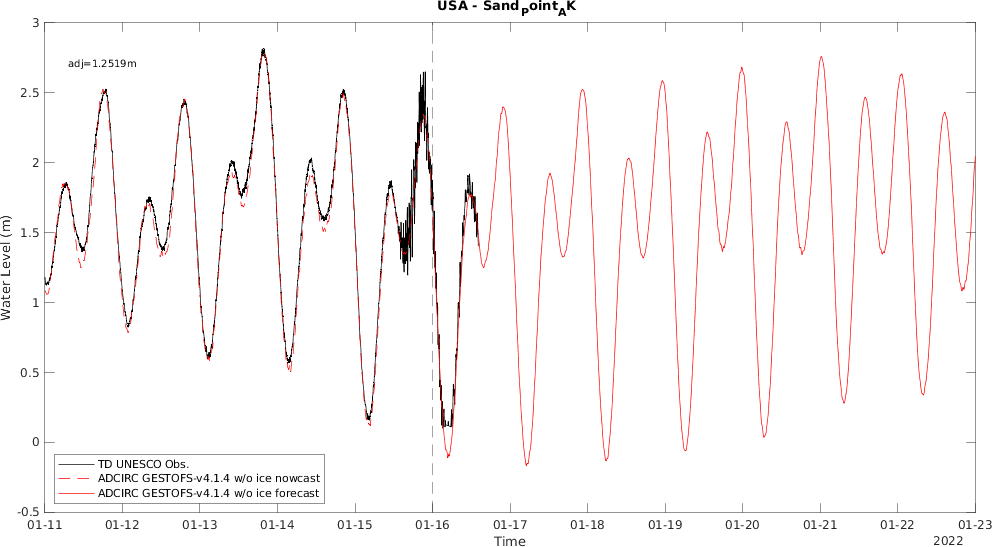 USA - Sand_Point_AK
adj=1.2519m
3
2.5
2
1.5
1
0.5
0
-0.5
Water Level (m)
TD UNESCO Obs.
ADCIRC GESTOFS-v4.1.4 w/o ice nowcast
ADCIRC GESTOFS-v4.1.4 w/o ice forecast
01-11 01-12 01-13 01-14 01-15 01-16 01-17 01-18 01-19 01-20 01-21 01-22 01-23
Time
2022